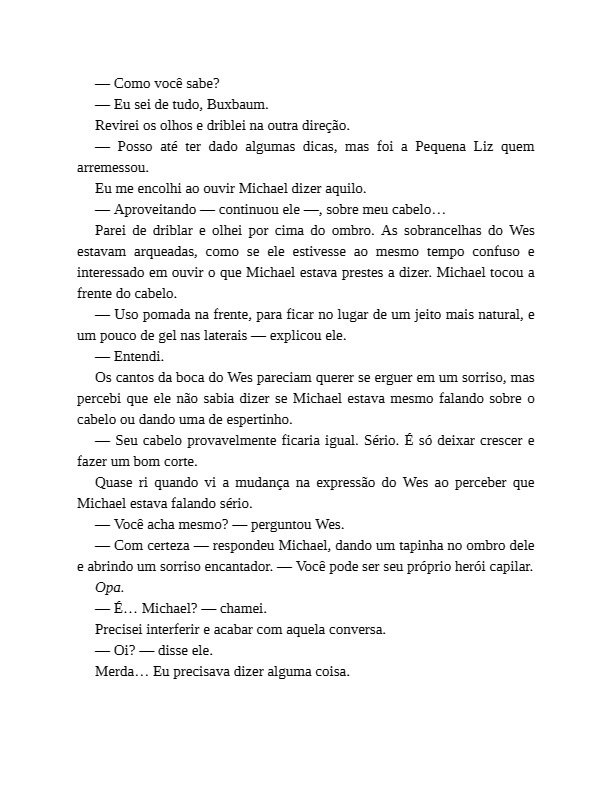 — Como você sabe?
— Eu sei de tudo, Buxbaum.
Revirei os olhos e driblei na outra direção.
— Posso até ter dado algumas dicas, mas foi a Pequena Liz quem
arremessou.
Eu me encolhi ao ouvir Michael dizer aquilo.
— Aproveitando — continuou ele —, sobre meu cabelo…
Parei de driblar e olhei por cima do ombro. As sobrancelhas do Wes
estavam arqueadas, como se ele estivesse ao mesmo tempo confuso e
interessado em ouvir o que Michael estava prestes a dizer. Michael tocou a
frente do cabelo.
— Uso pomada na frente, para ficar no lugar de um jeito mais natural, e
um pouco de gel nas laterais — explicou ele.
— Entendi.
Os cantos da boca do Wes pareciam querer se erguer em um sorriso, mas
percebi que ele não sabia dizer se Michael estava mesmo falando sobre o
cabelo ou dando uma de espertinho.
— Seu cabelo provavelmente ficaria igual. Sério. É só deixar crescer e
fazer um bom corte.
Quase ri quando vi a mudança na expressão do Wes ao perceber que
Michael estava falando sério.
— Você acha mesmo? — perguntou Wes.
— Com certeza — respondeu Michael, dando um tapinha no ombro dele
e abrindo um sorriso encantador. — Você pode ser seu próprio herói capilar.
Opa.
— É… Michael? — chamei.
Precisei interferir e acabar com aquela conversa.
— Oi? — disse ele.
Merda… Eu precisava dizer alguma coisa.